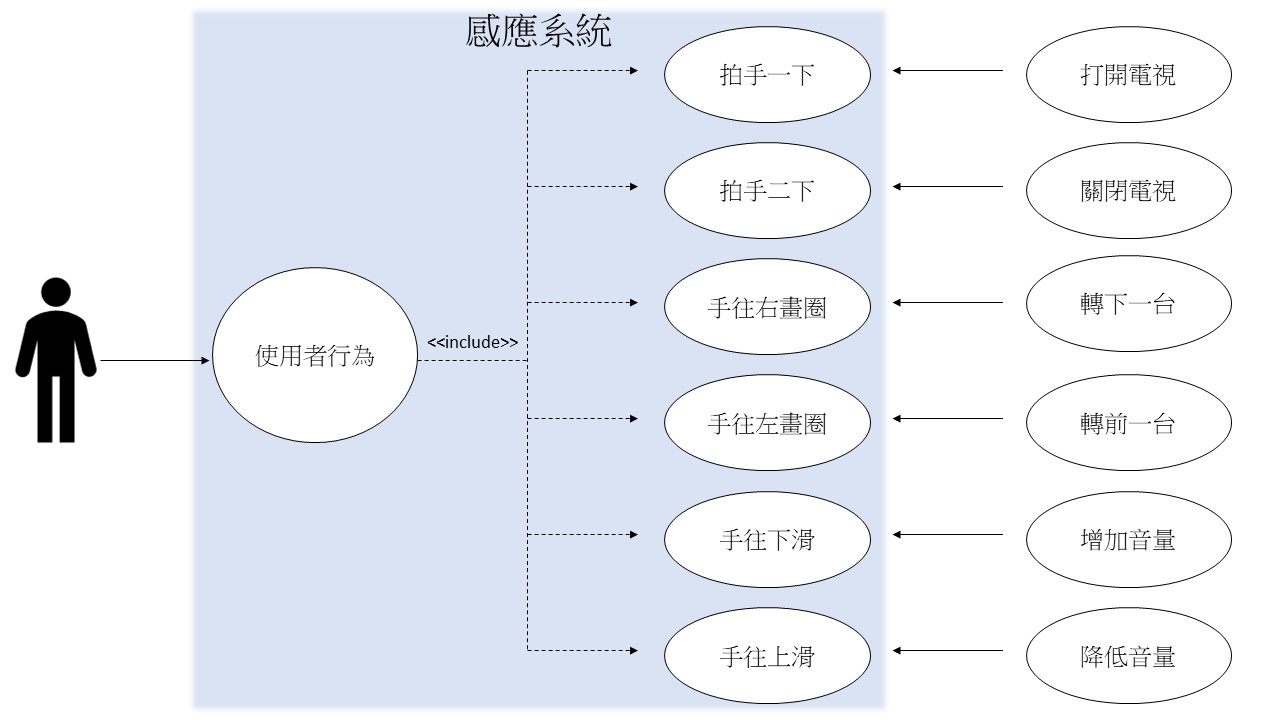 感應系統
拍手一下
打開電視
拍手二下
關閉電視
手往右畫圈
轉下一台
使用者行為
<<include>>
手往左畫圈
轉前一台
手往下滑
增加音量
手往上滑
降低音量